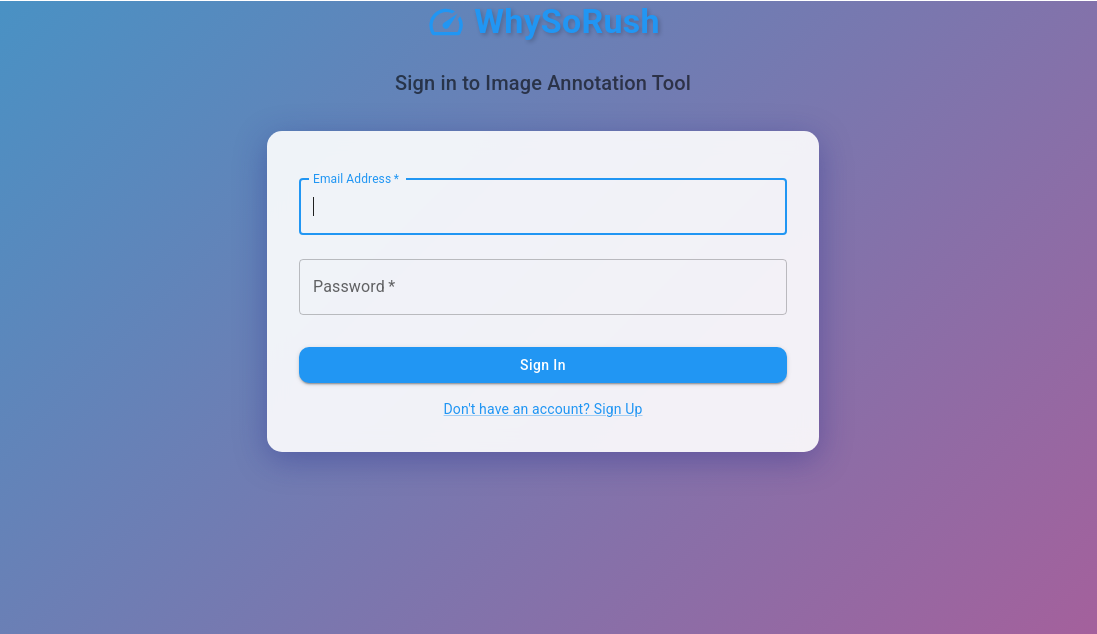 WhySoRush
Sign in to Image Annotation Tool
Email Address *
Password *
Sign In
Don't have an account? Sign Up